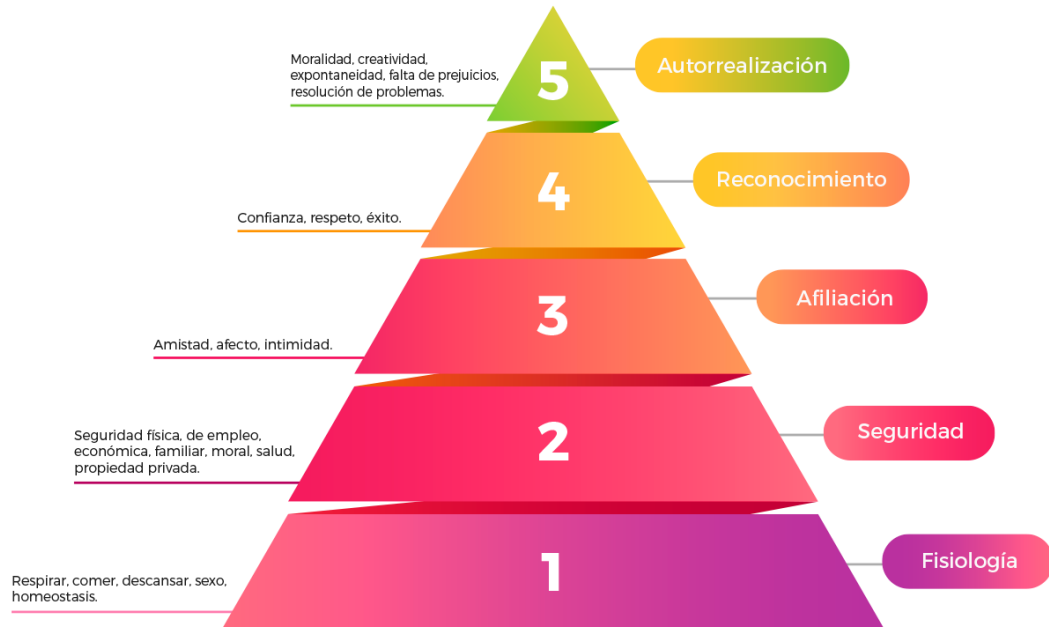 Moralidad, creatividad,
expontaneidad, falta de prejuicios,
resolución de problemas.
5
Autorrealización
Confianza, respeto, éxito.
4
Reconocimiento
Amistad, afecto, intimidad.
3
Afiliación
Seguridad física, de empleo,
económica, familiar, moral, salud,
propiedad privada.
2
Seguridad
Respirar, comer, descansar, sexo,
homeostasis.
1
Fisiología